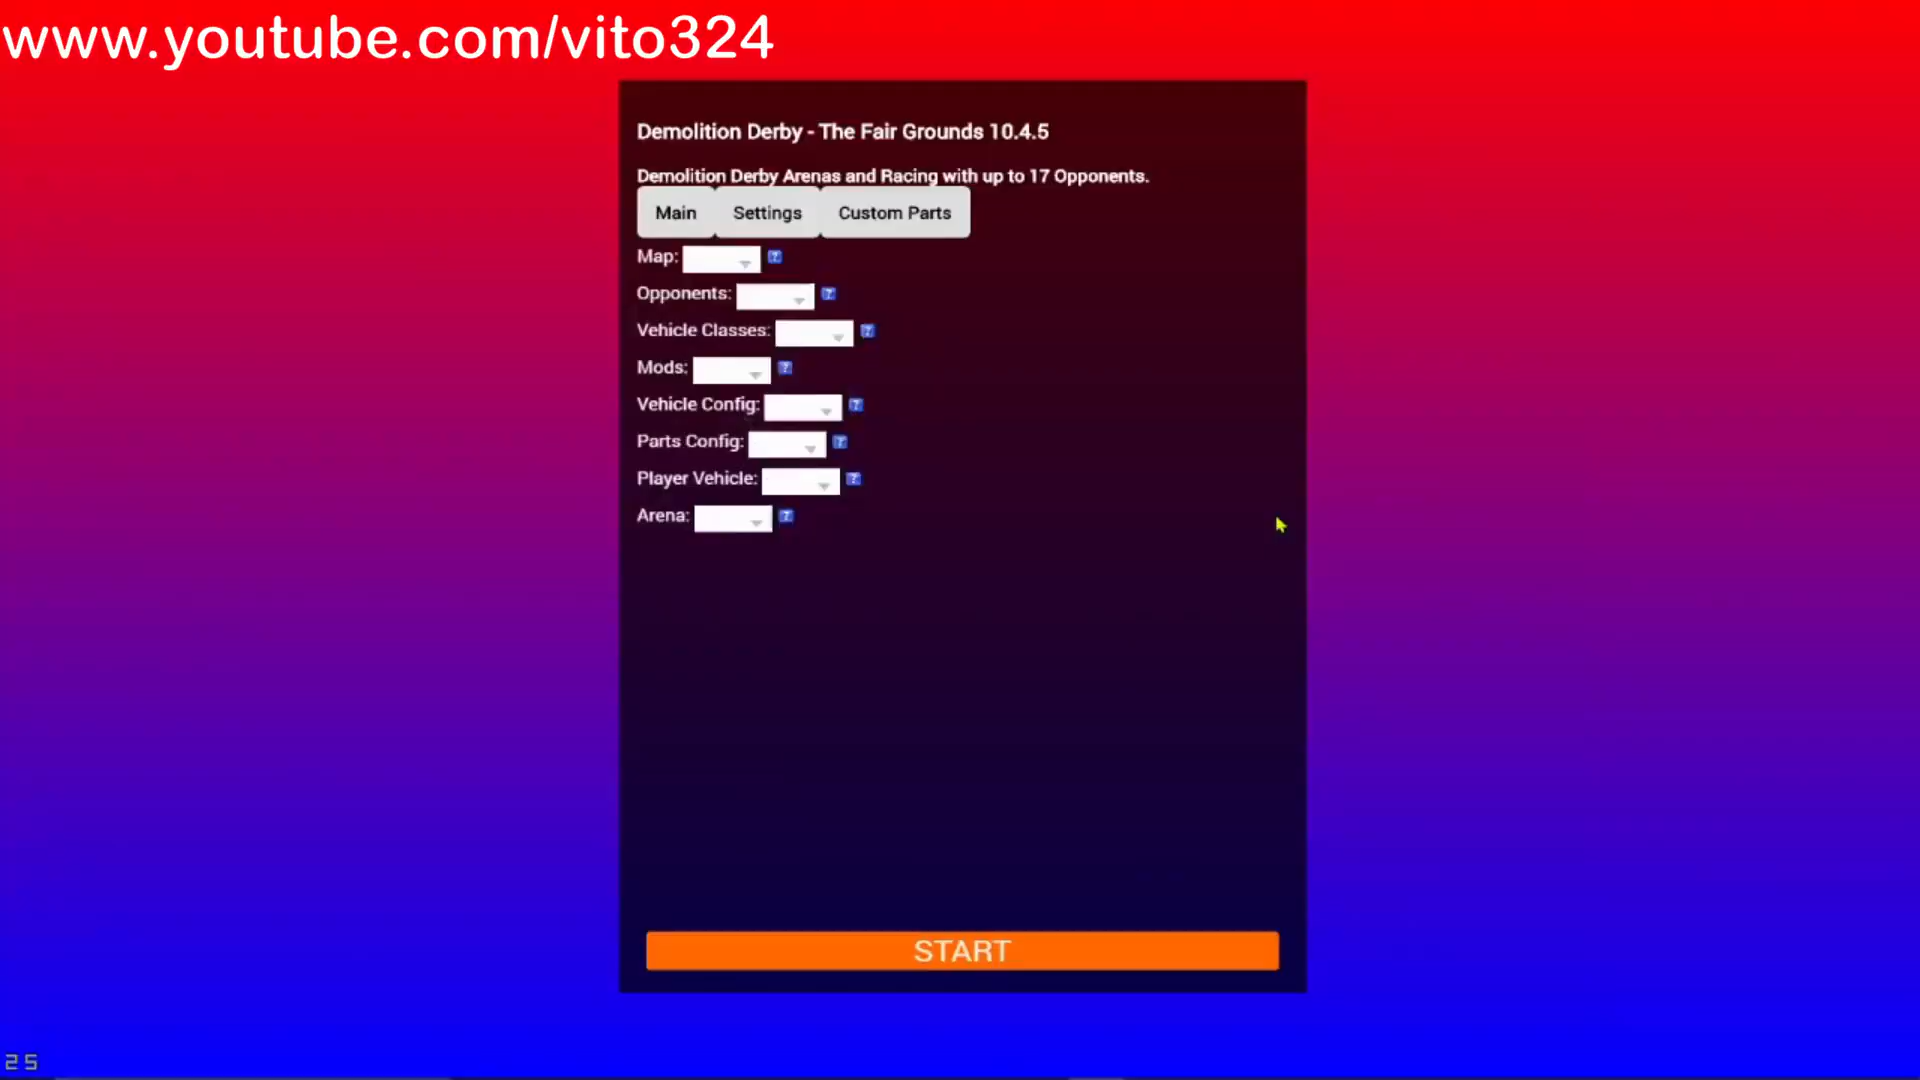 www.youtube.com/vito324
Demolition Derby - The Fair Grounds 10.4.5
Demolition Derby Arenas and Racing with up to 17 Opponents.
Main Settings Custom Parts
Map: ?
Opponents: ?
Vehicle Classes: ?
Mods: ?
Vehicle Config: ?
Parts Config: ?
Player Vehicle: ?
Arena: ?
START
25